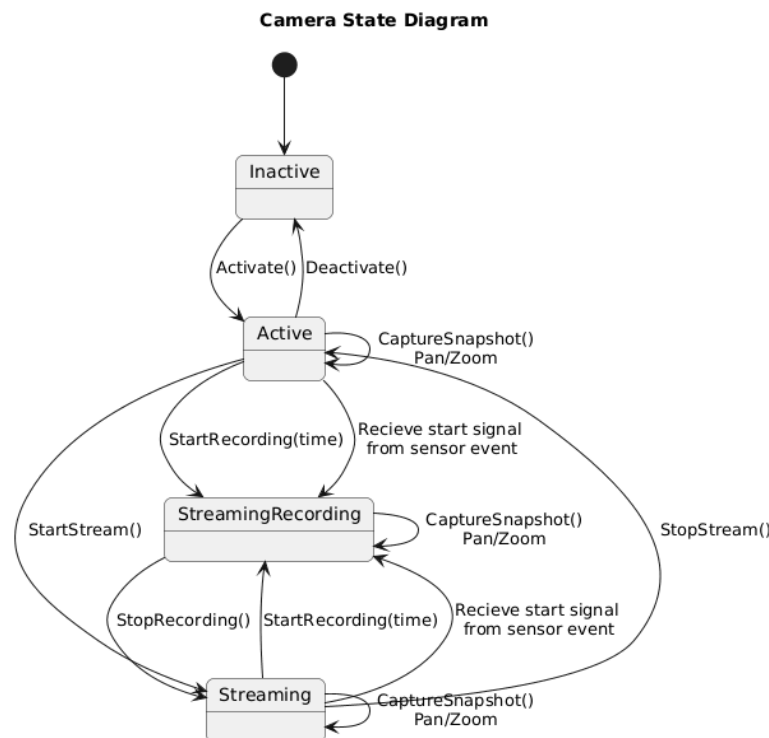 Camera State Diagram
Inactive
Activate()
Deactivate()
Active
CaptureSnapshot()
Pan/Zoom
StartRecording(time)
Recieve start signal
from sensor event
StreamingRecording
CaptureSnapshot()
Pan/Zoom
StartStream()
StopStream()
StopRecording()
StartRecording(time)
Recieve start signal
from sensor event
Streaming
CaptureSnapshot()
Pan/Zoom